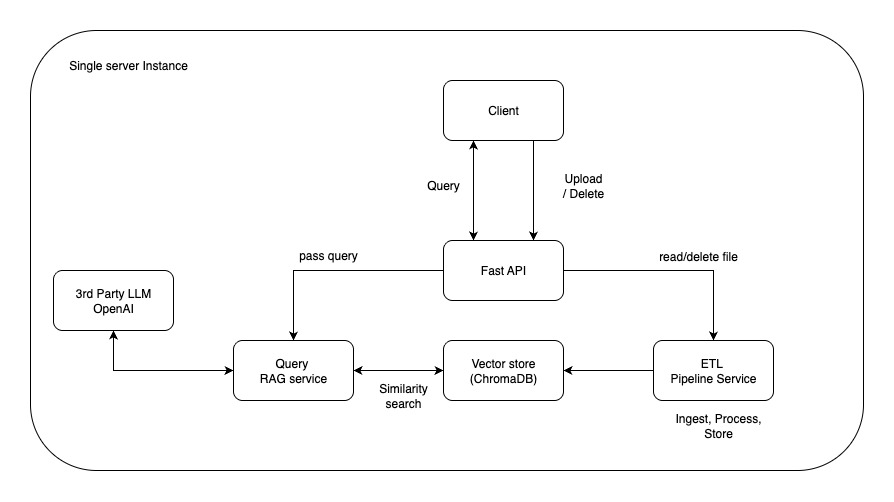 Single server Instance
Client
Query
Upload
/ Delete
pass query
Fast API
read/delete file
3rd Party LLM
OpenAI
Query
RAG service
Similarity
search
Vector store
(ChromaDB)
ETL
Pipeline Service
Ingest, Process,
Store